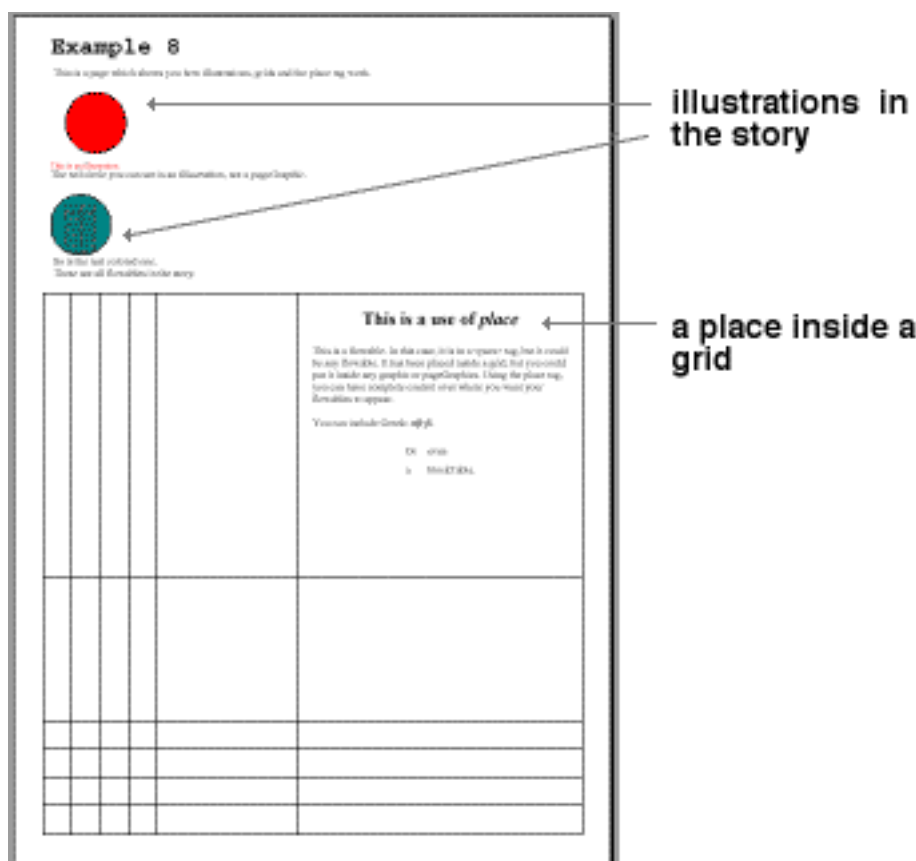 Example 8
This is a page which shows you how illustrations, grids and the place tag work.
illustrations in
the story
This is an illustration.
The red circle you can see is an illustration, not a pageGraphic.
So is the teal colored one.
These are all flowables in the story.
This is a use of place
a place inside a
grid
This is a flowable. In this case, it is in a <para> tag, but it could
be any flowable. It has been placed inside a grid, but you could
put it inside any graphic or pageGraphics. Using the place tag,
you can have complete control over where you want your
flowables to appear.
You can include Greek:
Or even
a blockTable.